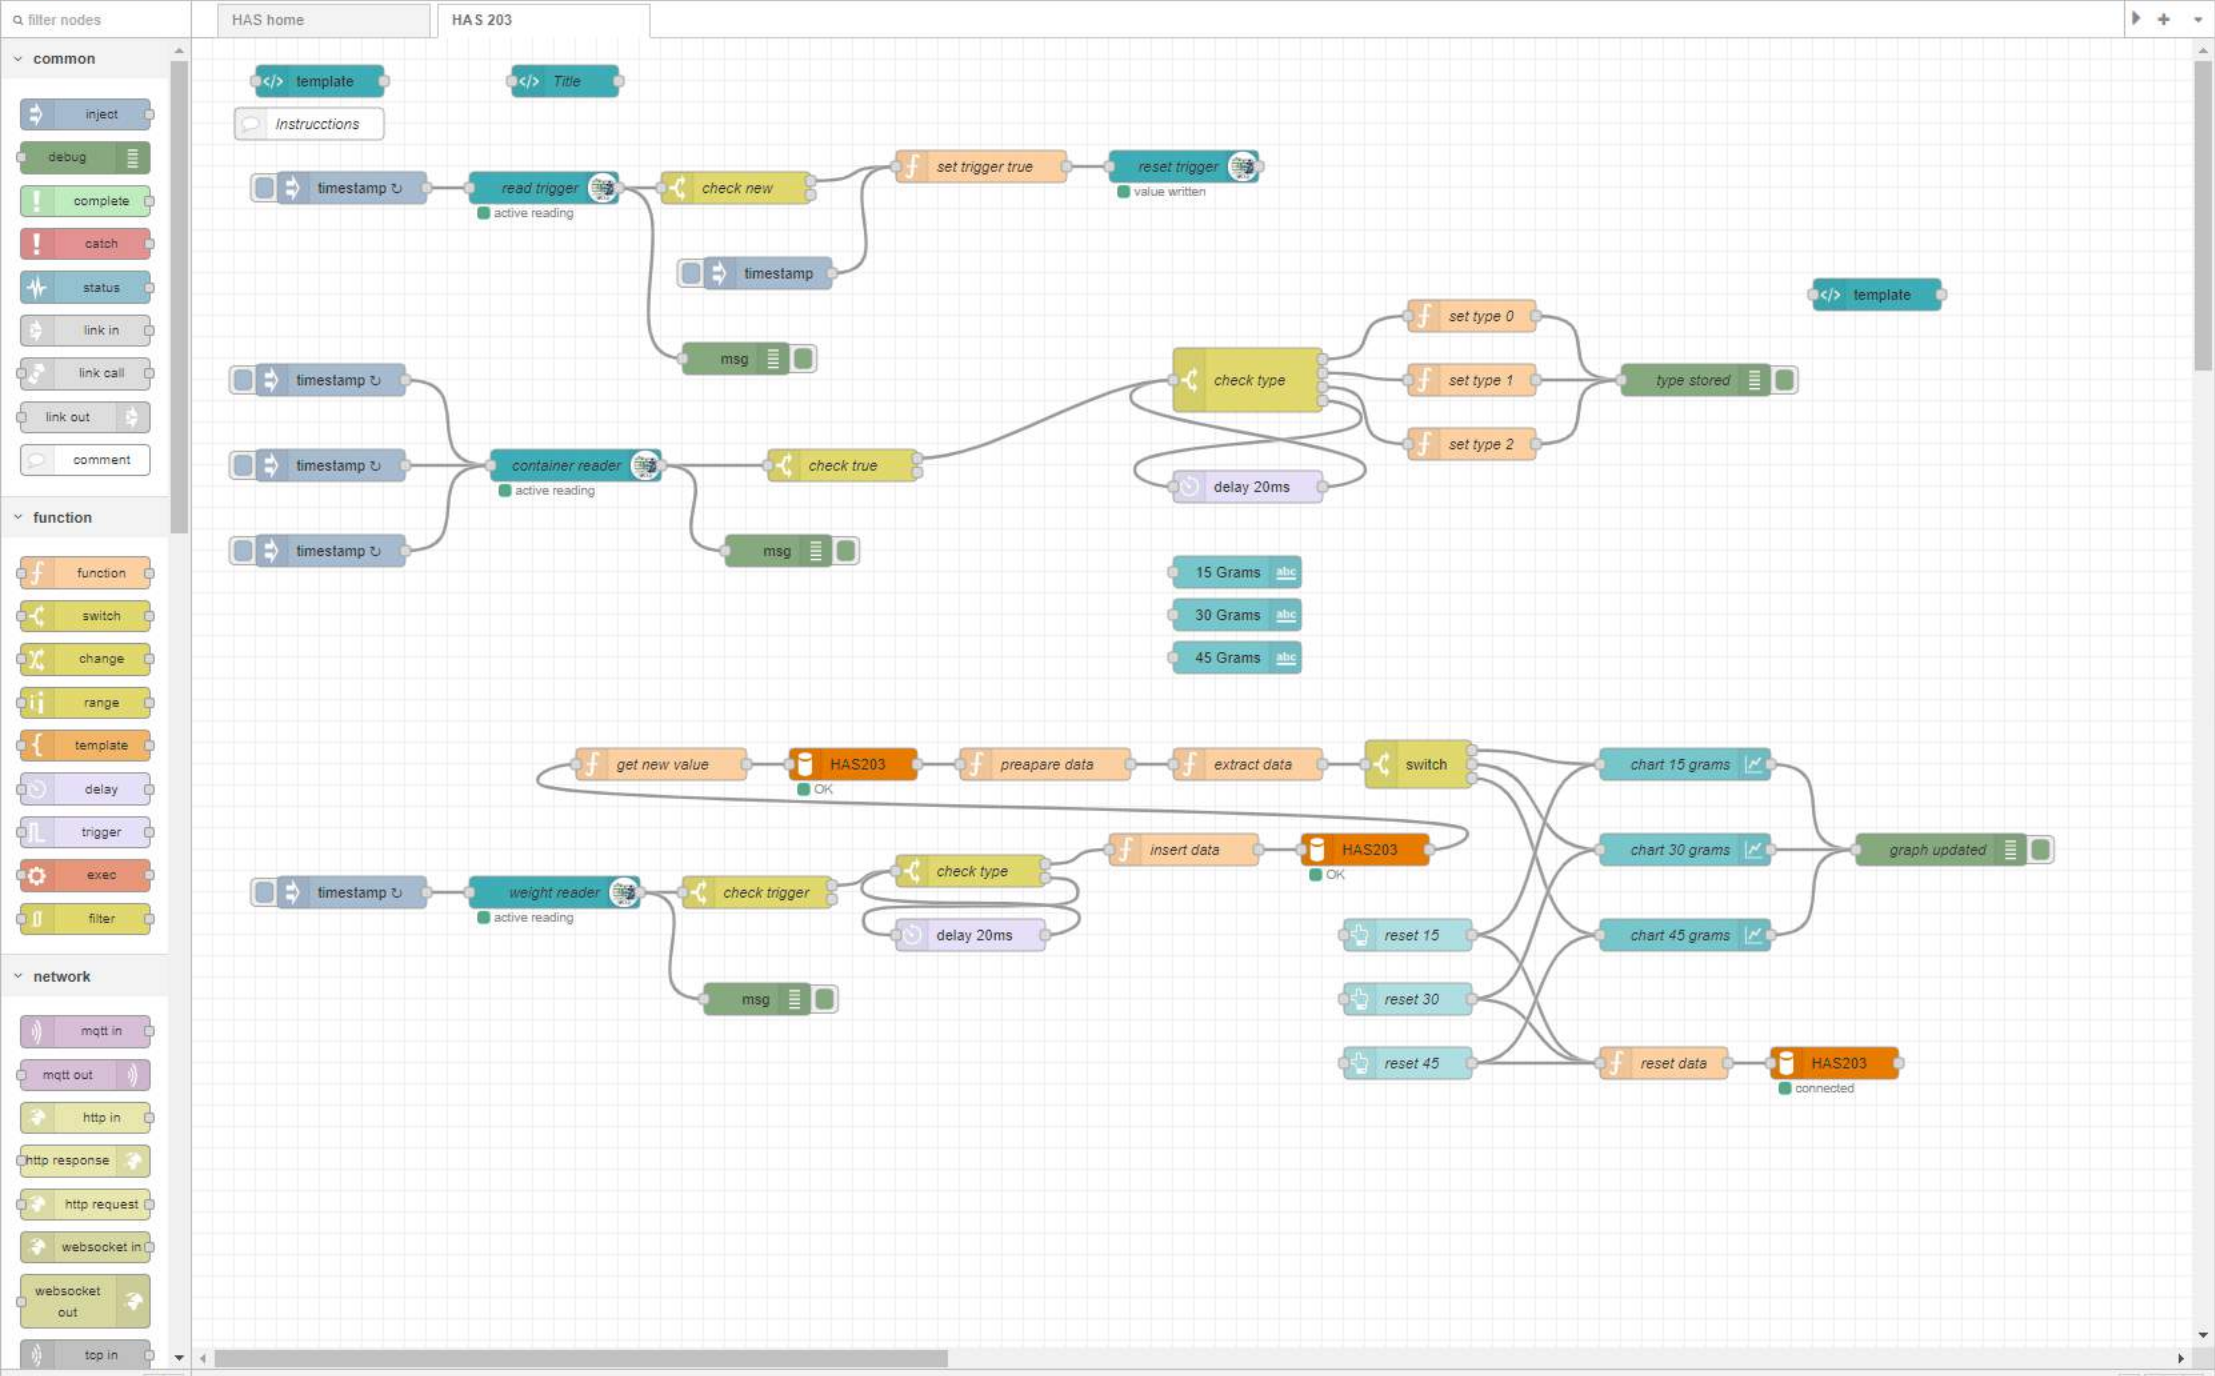 filter nodes
HAS home
HAS 203
common
inject
debug
complete
catch
status
link in
link call
link out
comment
function
function
switch
change
range
template
delay
trigger
exec
filter
network
mqtt in
mqtt out
http in
http response
http request
websocket in
websocket
out
tcp in
template
Title
Instrucctions
timestamp ↻
read trigger
active reading
check new
set trigger true
reset trigger
value written
timestamp
msg
template
timestamp ↻
timestamp ↻
timestamp ↻
container reader
active reading
check true
msg
check type
delay 20ms
set type 0
set type 1
set type 2
type stored
15 Grams abc
30 Grams abc
45 Grams abc
get new value
HAS203
OK
preapare data
extract data
switch
chart 15 grams
chart 30 grams
chart 45 grams
graph updated
timestamp ↻
weight reader
active reading
check trigger
check type
delay 20ms
insert data
HAS203
OK
msg
reset 15
reset 30
reset 45
reset data
HAS203
connected